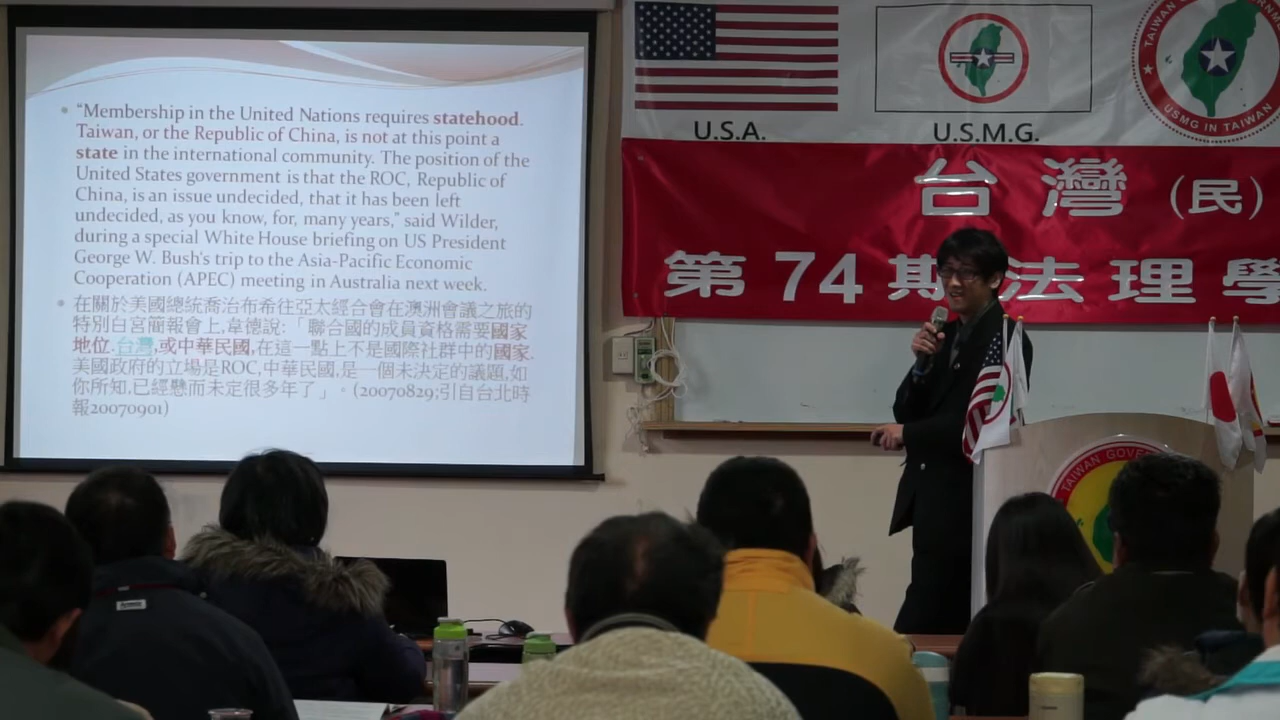 “Membership in the United Nations requires statehood.
Taiwan, or the Republic of China, is not at this point a
state in the international community. The position of the
United States government is that the ROC, Republic of
China, is an issue undecided, that it has been left
undecided, as you know, for, many years,” said Wilder,
during a special White House briefing on US President
George W. Bush's trip to the Asia-Pacific Economic
Cooperation (APEC) meeting in Australia next week.
在關於美國總統喬治布希往亞太經合會在澳洲會議之旅的
特別白宮簡報會上,韋德說:「聯合國的成員資格需要國家
地位.台灣,或中華民國,在這一點上不是國際社群中的國家.
美國政府的立場是ROC,中華民國,是一個未決定的議題,如
你所知,已經懸而未定很多年了」。(20070829;引自台北時
報20070901)
U.S.A.
U.S.M.G.
USMG IN TAIWAN
台灣(民)
第74期法理學
TAIWAN